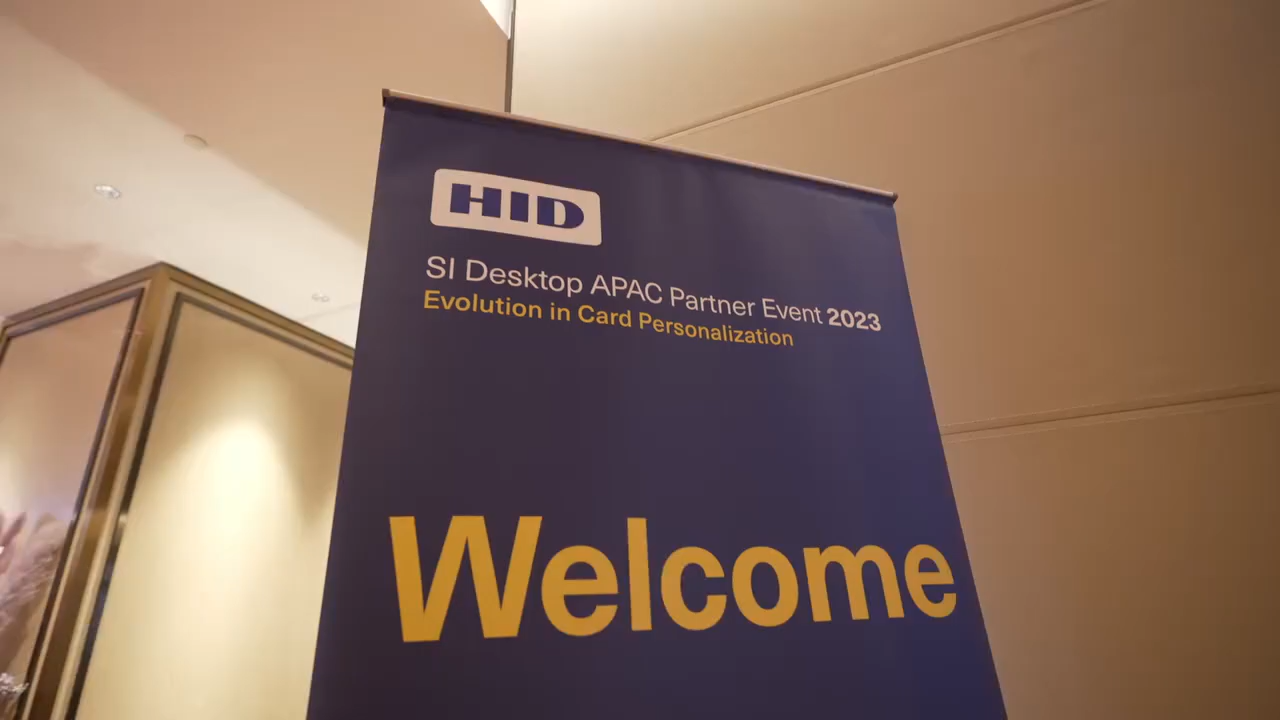 HID
SI Desktop APAC Partner Event 2023
Evolution in Card Personalization
Welcome